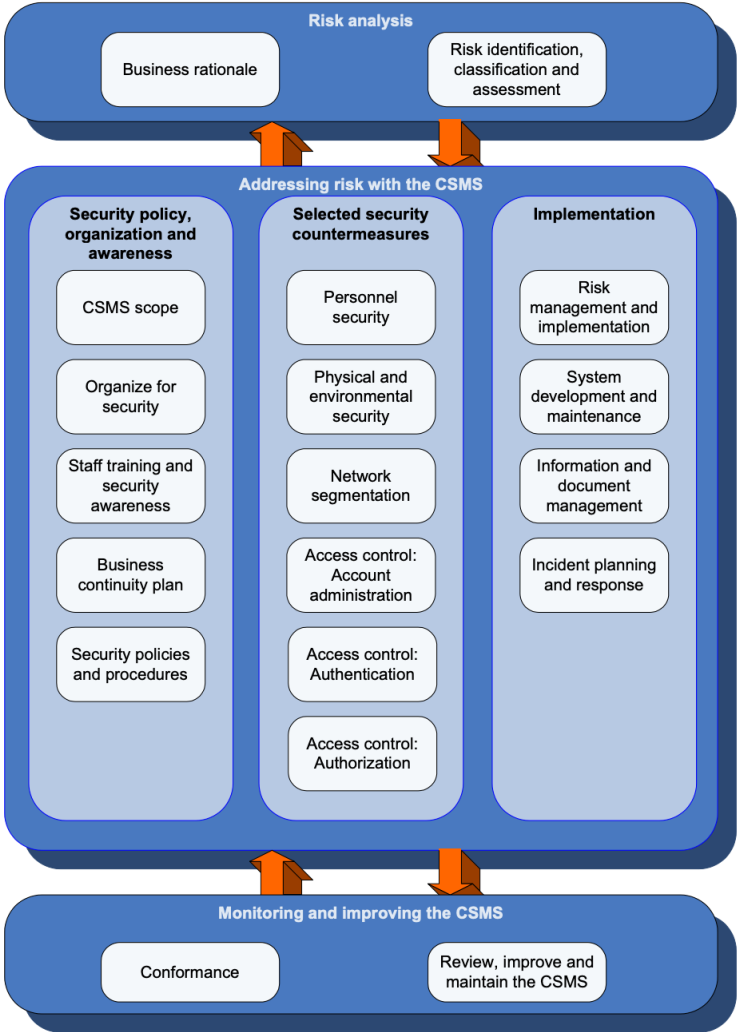 Risk analysis
Business rationale
Risk identification,
classification and
assessment
Addressing risk with the CSMS
Security policy,
organization and
awareness
CSMS scope
Organize for
security
Staff training and
security
awareness
Business
continuity plan
Security policies
and procedures
Selected security
countermeasures
Personnel
security
Physical and
environmental
security
Network
segmentation
Access control:
Account
administration
Access control:
Authentication
Access control:
Authorization
Implementation
Risk
management and
implementation
System
development and
maintenance
Information and
document
management
Incident planning
and response
Monitoring and improving the CSMS
Conformance
Review, improve and
maintain the CSMS